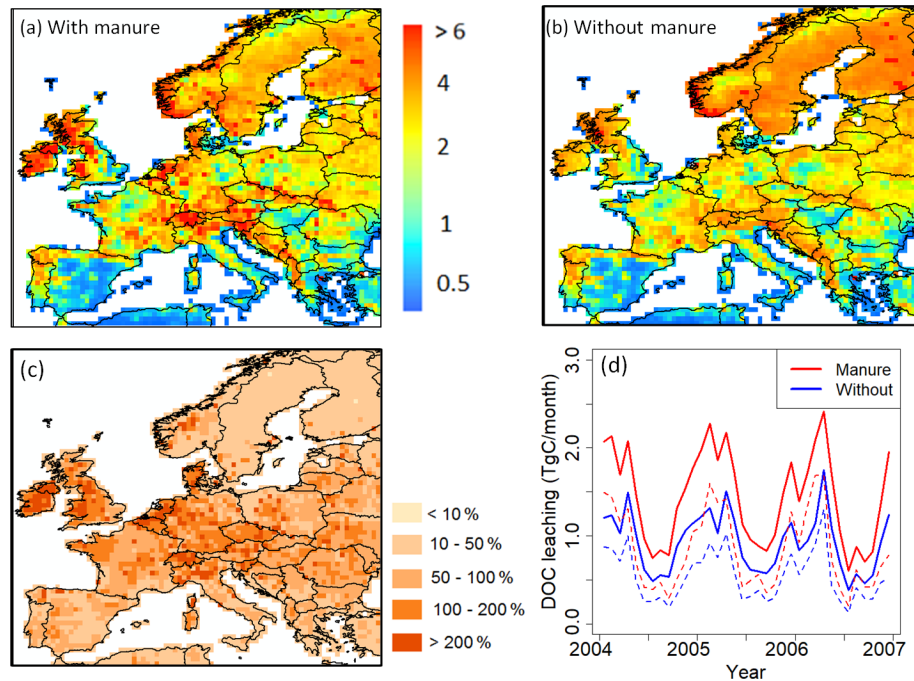 (a) With manure
> 6
4
2
1
0.5
(b) Without manure
(c)
< 10 %
10 - 50 %
50 - 100 %
100 - 200 %
> 200 %
(d)
Manure
Without
DOC leaching (TgC/month)
3.0
2.0
1.0
0.0
2004
2005
2006
2007
Year